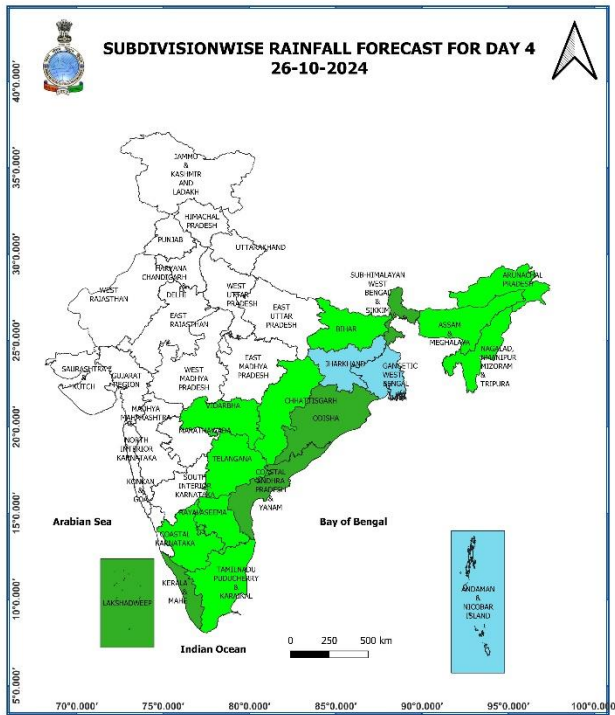 SUBDIVISIONWISE RAINFALL FORECAST FOR DAY 4
26-10-2024
40°0.000'
35°0.000'
30°0.000'
25°0.000'
20°0.000'
15°0.000'
10°0.000'
5°0.000'
JAMMO
&
KASHMIR
AND
LADAKH
HIMACHAL
PRADESH
PUNJAB
UTTARAKHAND
HARYANA
CHANDIGARH
&
DELHI
WEST
RAJASTHAN
WEST
UTTAR
PRADESH
EAST
UTTAR
PRADESH
EAST
RAJASTHAN
SUB-HIMALAYAN
WEST
BENGAL
&
SIKKIM
ARUNACHAL
PRADESH
ASSAM
&
MEGHALAYA
NAGALAD,
MIZORAM
&
TRIPURA
BIHAR
JHARKHAND
GANGETIC
WEST
BENGAL
SAURASHTRA
&
KUTCH
GUJARAT
REGION
WEST
MADHYA
PRADESH
EAST
MADHYA
PRADESH
CHHATTISGARH
ODISHA
VIDARBHA
MADHYA
MAHARASHTRA
MARATHAWADA
NORTH
INTERIOR
KARNATAKA
TELANGANA
COASTAL
ANDHRA
PRADESH
&
YANAM
KONKAN
&
GOA
SOUTH
INTERIOR
KARNATAKA
RAYALASEEMA
COASTAL
KARNATAKA
TAMILNADU
PUDUCHERRY
&
KARAIKAL
KERALA
&
MAHE
LAKSHADWEEP
ANDAMAN
&
NICOBAR
ISLAND
Arabian Sea
Bay of Bengal
Indian Ocean
0 250 500 km
70°0.000' 75°0.000' 80°0.000' 85°0.000' 90°0.000' 95°0.000' 100°0.000'